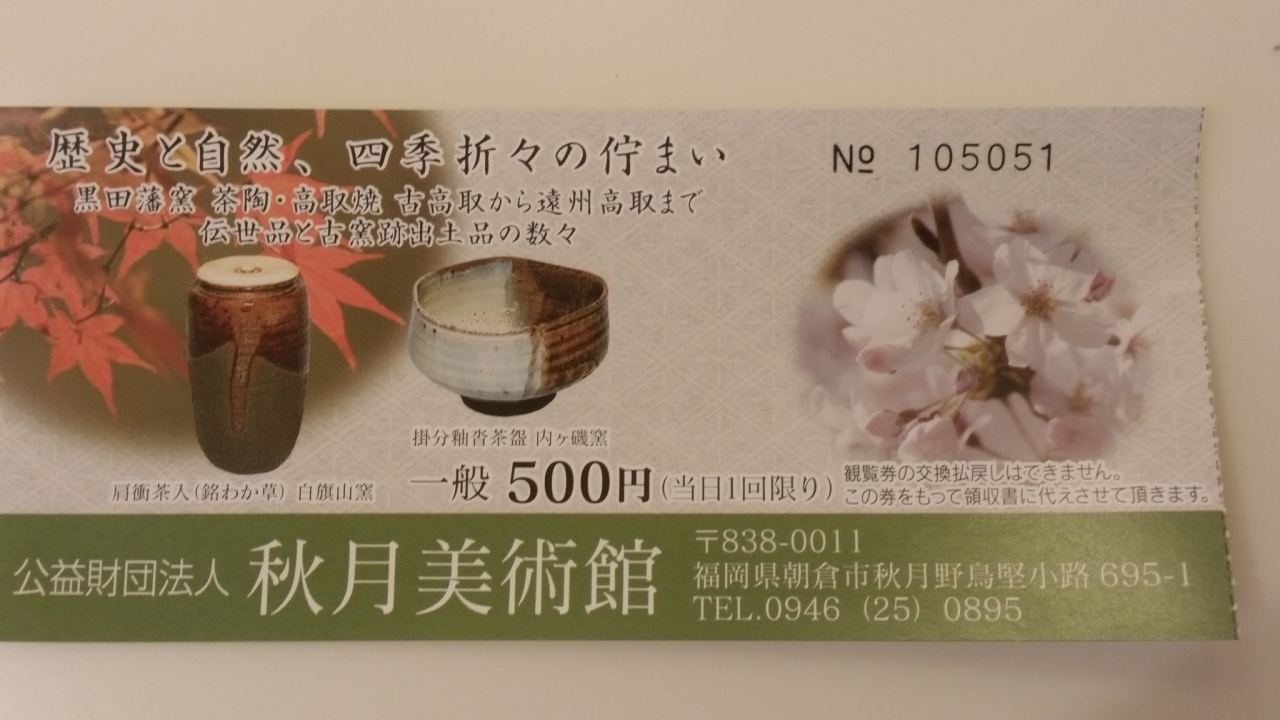 歴史と自然、四季折々の佇まい
黒田藩窯 茶陶・高取焼 古高取から遠州高取まで
伝世品と古窯跡出土品の数々
№ 105051
肩衝茶入(銘わか草) 白旗山窯
掛分釉沓茶盌 内ヶ磯窯
一般 500円(当日1回限り)
観覧券の交換払戻しはできません。
この券をもって領収書に代えさせて頂きます。
公益財団法人 秋月美術館
〒838-0011
福岡県朝倉市秋月野鳥堅小路 695-1
TEL.0946 (25) 0895